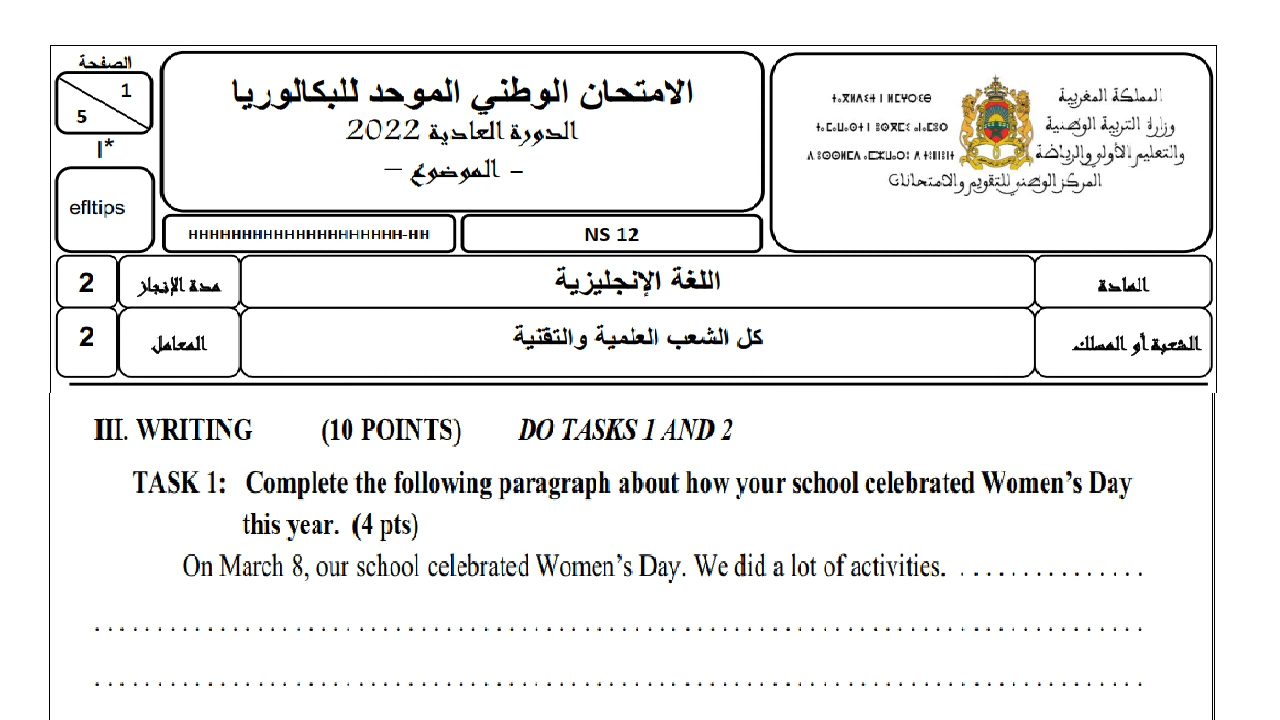 الصفحة
1
5
*I
efltips
الامتحان الوطني الموحد للبكالوريا
الدورة العادية 2022
- الموضوع –
HHHHHHHHHHHHHHHHHHHH-HH
NS 12
المملكة المغربية
وزارة التربية الوطنية
والتعليم الأولي والرياضة
المركز الوطني للتقويم والامتحانات
ⵜⴰⴳⵍⴷⵉⵜ ⵏ ⵍⵎⵖⵔⵉⴱ
المادة
اللغة الإنجليزية
مدة الإنجاز
2
الشعبة أو المسلك
كل الشعب العلمية والتقنية
المعامل
2
III. WRITING (10 POINTS) DO TASKS 1 AND 2
TASK 1: Complete the following paragraph about how your school celebrated Women’s Day
this year. (4 pts)
On March 8, our school celebrated Women’s Day. We did a lot of activities. . . . . . . . . . . . . . . .